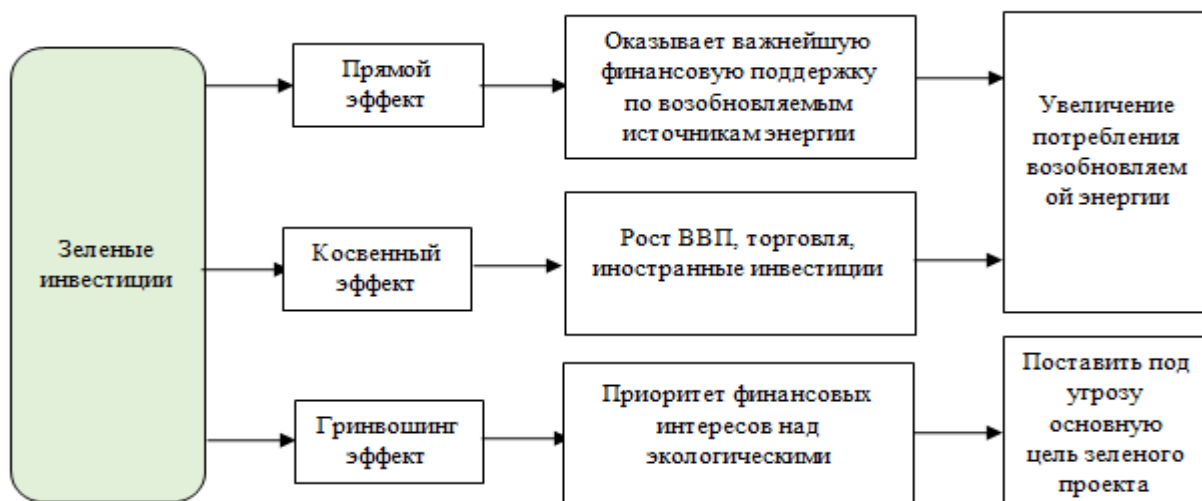 Зеленые
инвестиции
Прямой
эффект
Оказывает важнейшую
финансовую поддержку
по возобновляемым
источникам энергии
Увеличение
потребления
возобновляем
ой энергии
Косвенный
эффект
Рост ВВП, торговля,
иностранные инвестиции
Гринвошинг
эффект
Приоритет финансовых
интересов над
экологическими
Поставить под
угрозу
основную
цель зеленого
проекта